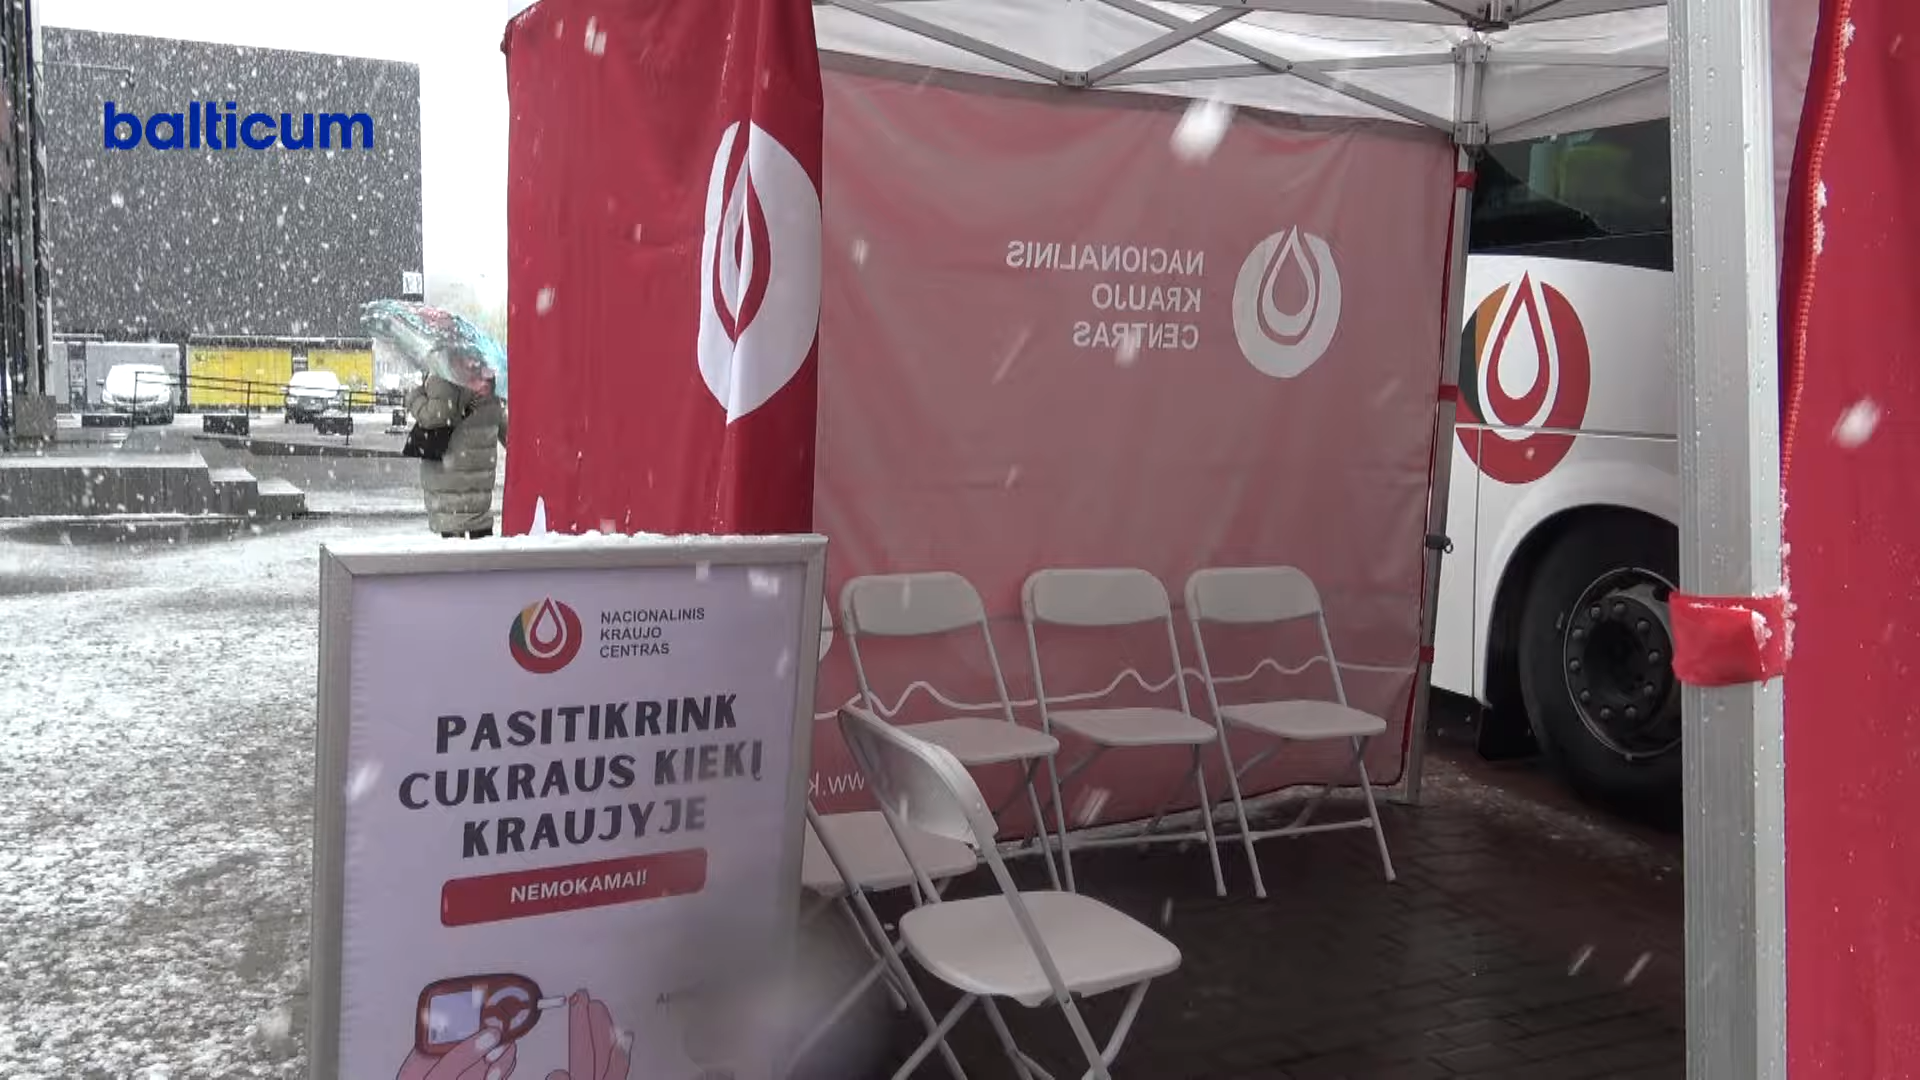 balticum
NACIONALINIS
KRAUJO
CENTRAS
NACIONALINIS
KRAUJO
CENTRAS
PASITIKRINK
CUKRAUS KIEKĮ
KRAUJYJE
NEMOKAMAI!